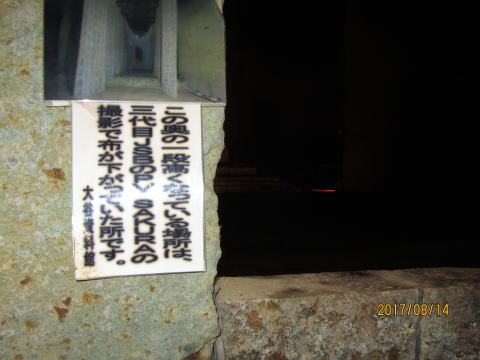 この奥の一段高くなっている場所は、
三代目JSBのPV SAKURAの
撮影で布が下がっていた所です。
大谷資料館
2017/08/14